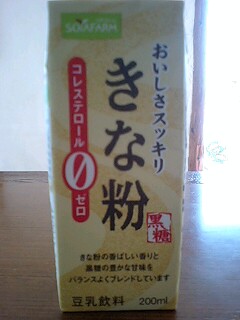 SOYAFARM
おいしさスッキリ
きな粉
コレステロール
0
ゼロ
黒糖
きな粉の香ばしい香りと
黒糖の豊かな甘味を
バランスよくブレンドしています
豆乳飲料
200ml